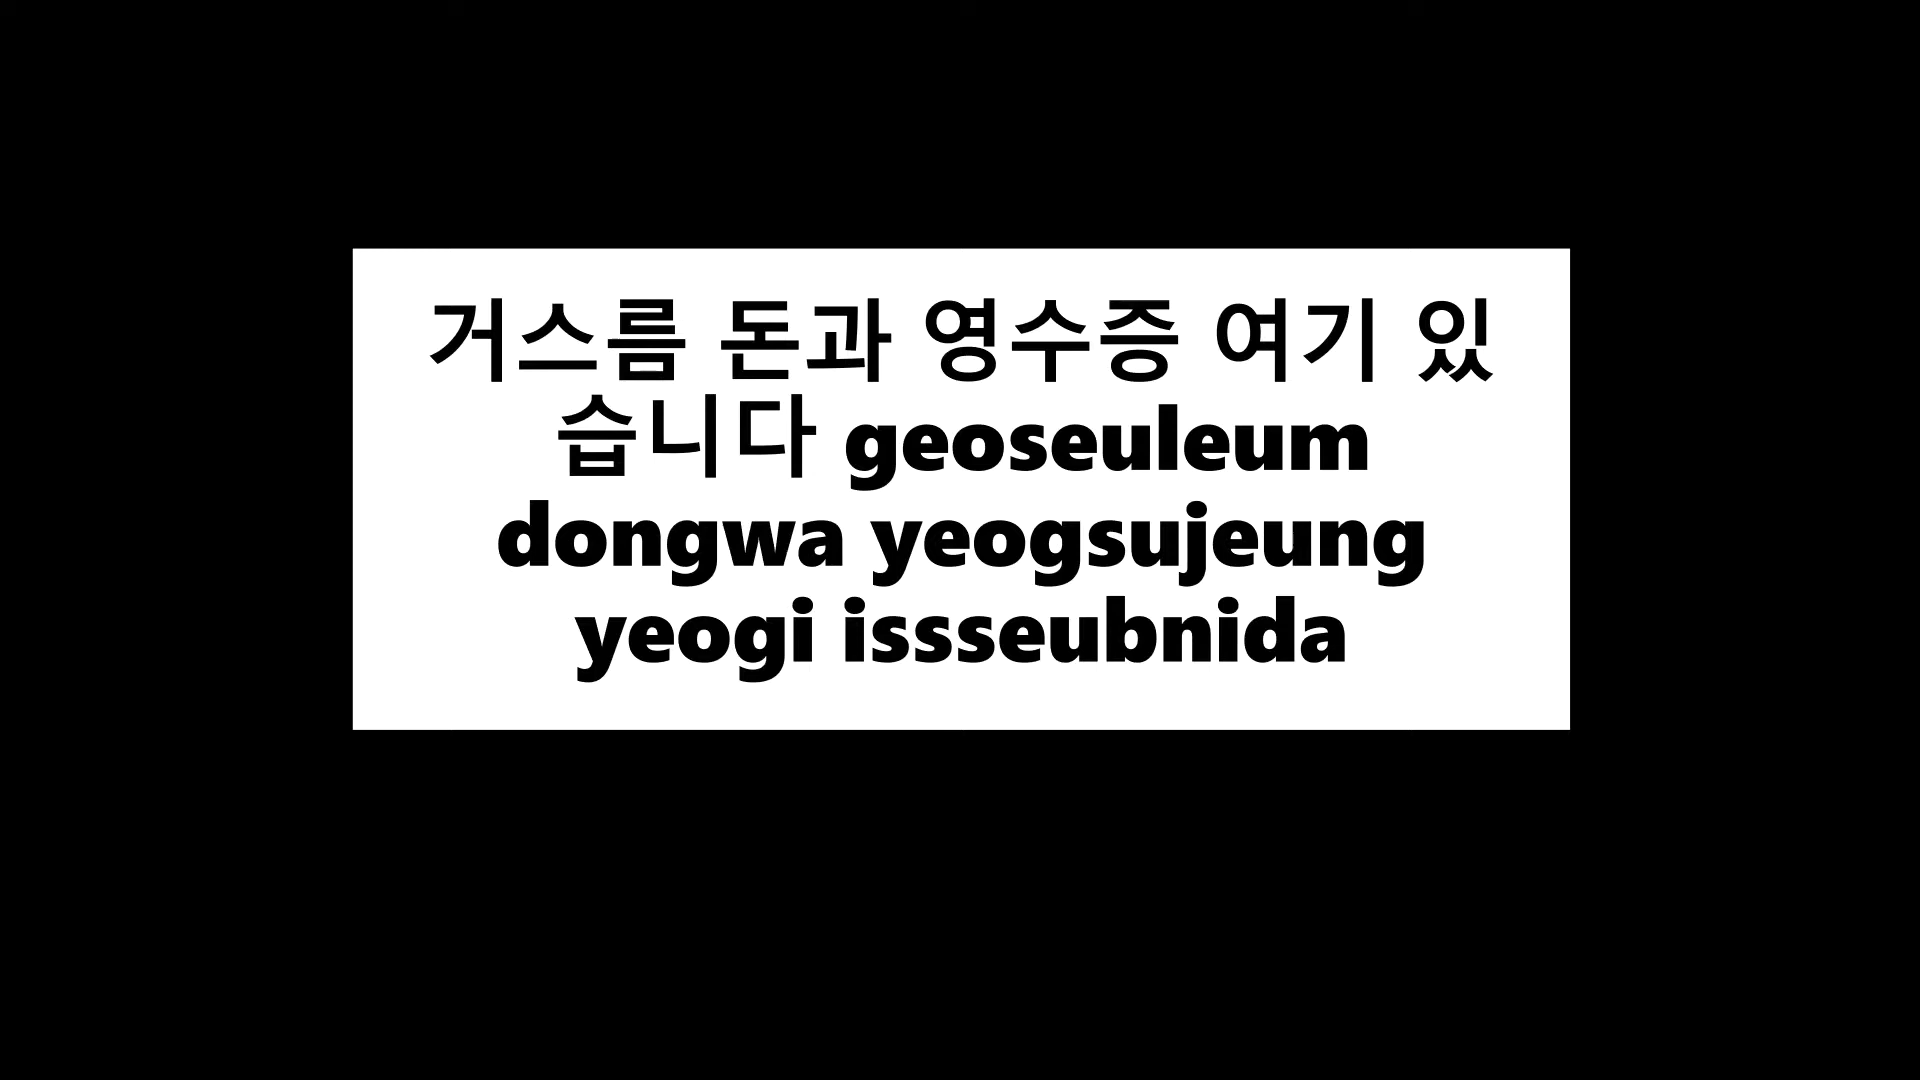 거스름 돈과 영수증 여기 있
습니다 geoseuleum
dongwa yeogsujeung
yeogi issseubnida